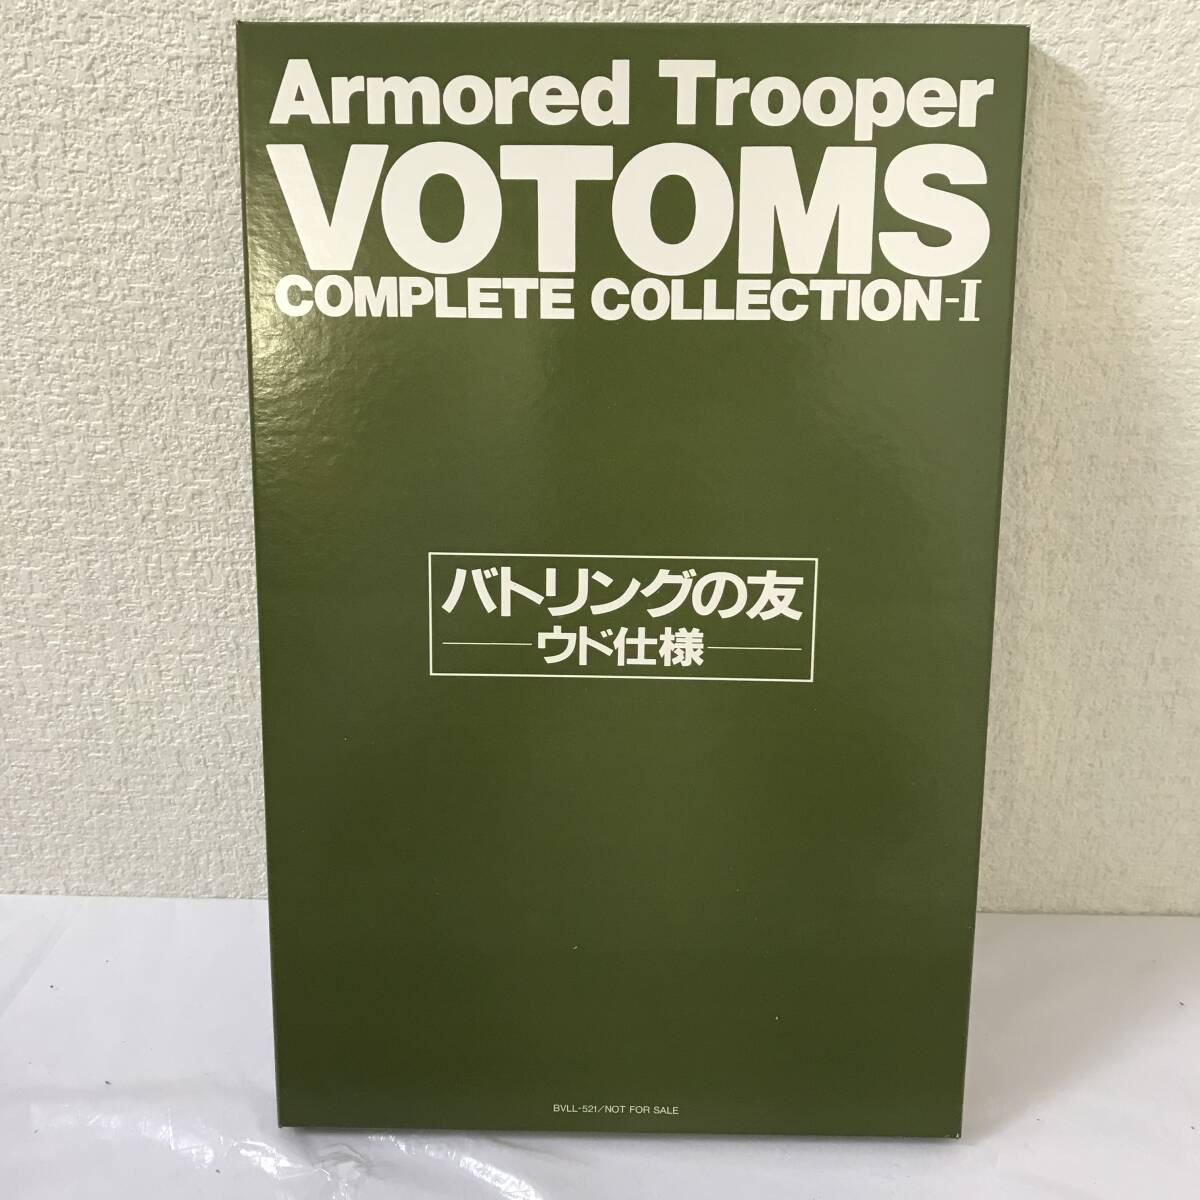 Armored Trooper
VOTOMS
COMPLETE COLLECTION-I
バトリングの友
ウド仕様
BVLL-521/NOT FOR SALE